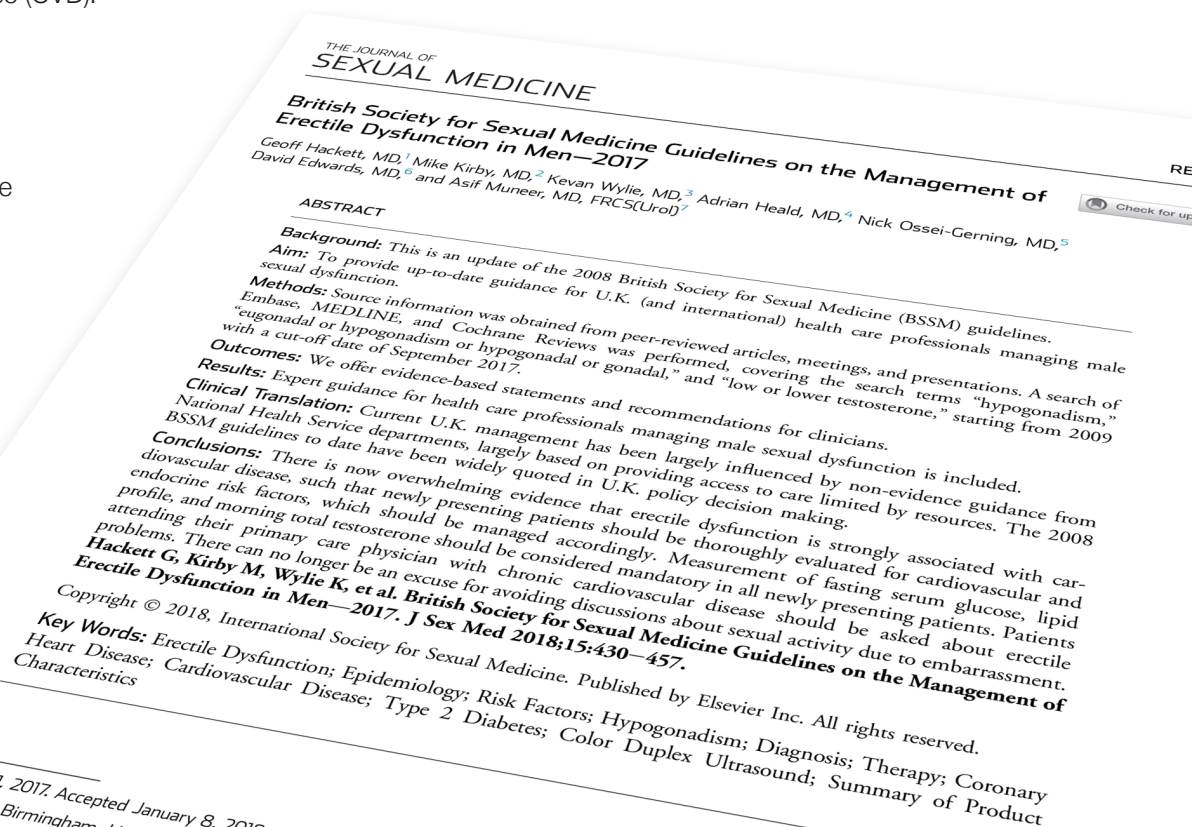 (CVD).
THE JOURNAL OF
SEXUAL MEDICINE
British Society for Sexual Medicine Guidelines on the Management of
Erectile Dysfunction in Men—2017
Geoff Hackett, MD,1 Mike Kirby, MD,2 Kevan Wylie, MD,3 Adrian Heald, MD,4 Nick Ossei-Gerning, MD,5
David Edwards, MD,6 and Asif Muneer, MD, FRCS(Urol)7
Check for
ABSTRACT
Background: This is an update of the 2008 British Society for Sexual Medicine (BSSM) guidelines.
Aim: To provide up-to-date guidance for U.K. (and international) health care professionals managing male
sexual dysfunction.
Methods: Source information was obtained from peer-reviewed articles, meetings, and presentations. A search of
Embase, MEDLINE, and Cochrane Reviews was performed, covering the search terms “hypogonadism,”
“eugonadal or hypogonadism or hypogonadal or gonadal,” and “low or lower testosterone,” starting from 2009
with a cut-off date of September 2017.
Outcomes: We offer evidence-based statements and recommendations for clinicians.
Results: Expert guidance for health care professionals managing male sexual dysfunction is included.
Clinical Translation: Current U.K. management has been largely influenced by non-evidence guidance from
National Health Service departments, largely based on providing access to care limited by resources. The 2008
BSSM guidelines to date have been widely quoted in U.K. policy decision making.
Conclusions: There is now overwhelming evidence that erectile dysfunction is strongly associated with car-
diovascular disease, such that newly presenting patients should be thoroughly evaluated for cardiovascular and
endocrine risk factors, which should be managed accordingly. Measurement of fasting serum glucose, lipid
profile, and morning total testosterone should be considered mandatory in all newly presenting patients. Patients
attending their primary care physician with chronic cardiovascular disease should be asked about erectile
problems. There can no longer be an excuse for avoiding discussions about sexual activity due to embarrassment.
Hackett G, Kirby M, Wylie K, et al. British Society for Sexual Medicine Guidelines on the Management of
Erectile Dysfunction in Men—2017. J Sex Med 2018;15:430–457.
Copyright © 2018, International Society for Sexual Medicine. Published by Elsevier Inc. All rights reserved.
Key Words: Erectile Dysfunction; Epidemiology; Risk Factors; Hypogonadism; Diagnosis; Therapy; Coronary
Heart Disease; Cardiovascular Disease; Type 2 Diabetes; Color Duplex Ultrasound; Summary of Product
Characteristics
2017. Accepted January 8,
Birmingham,